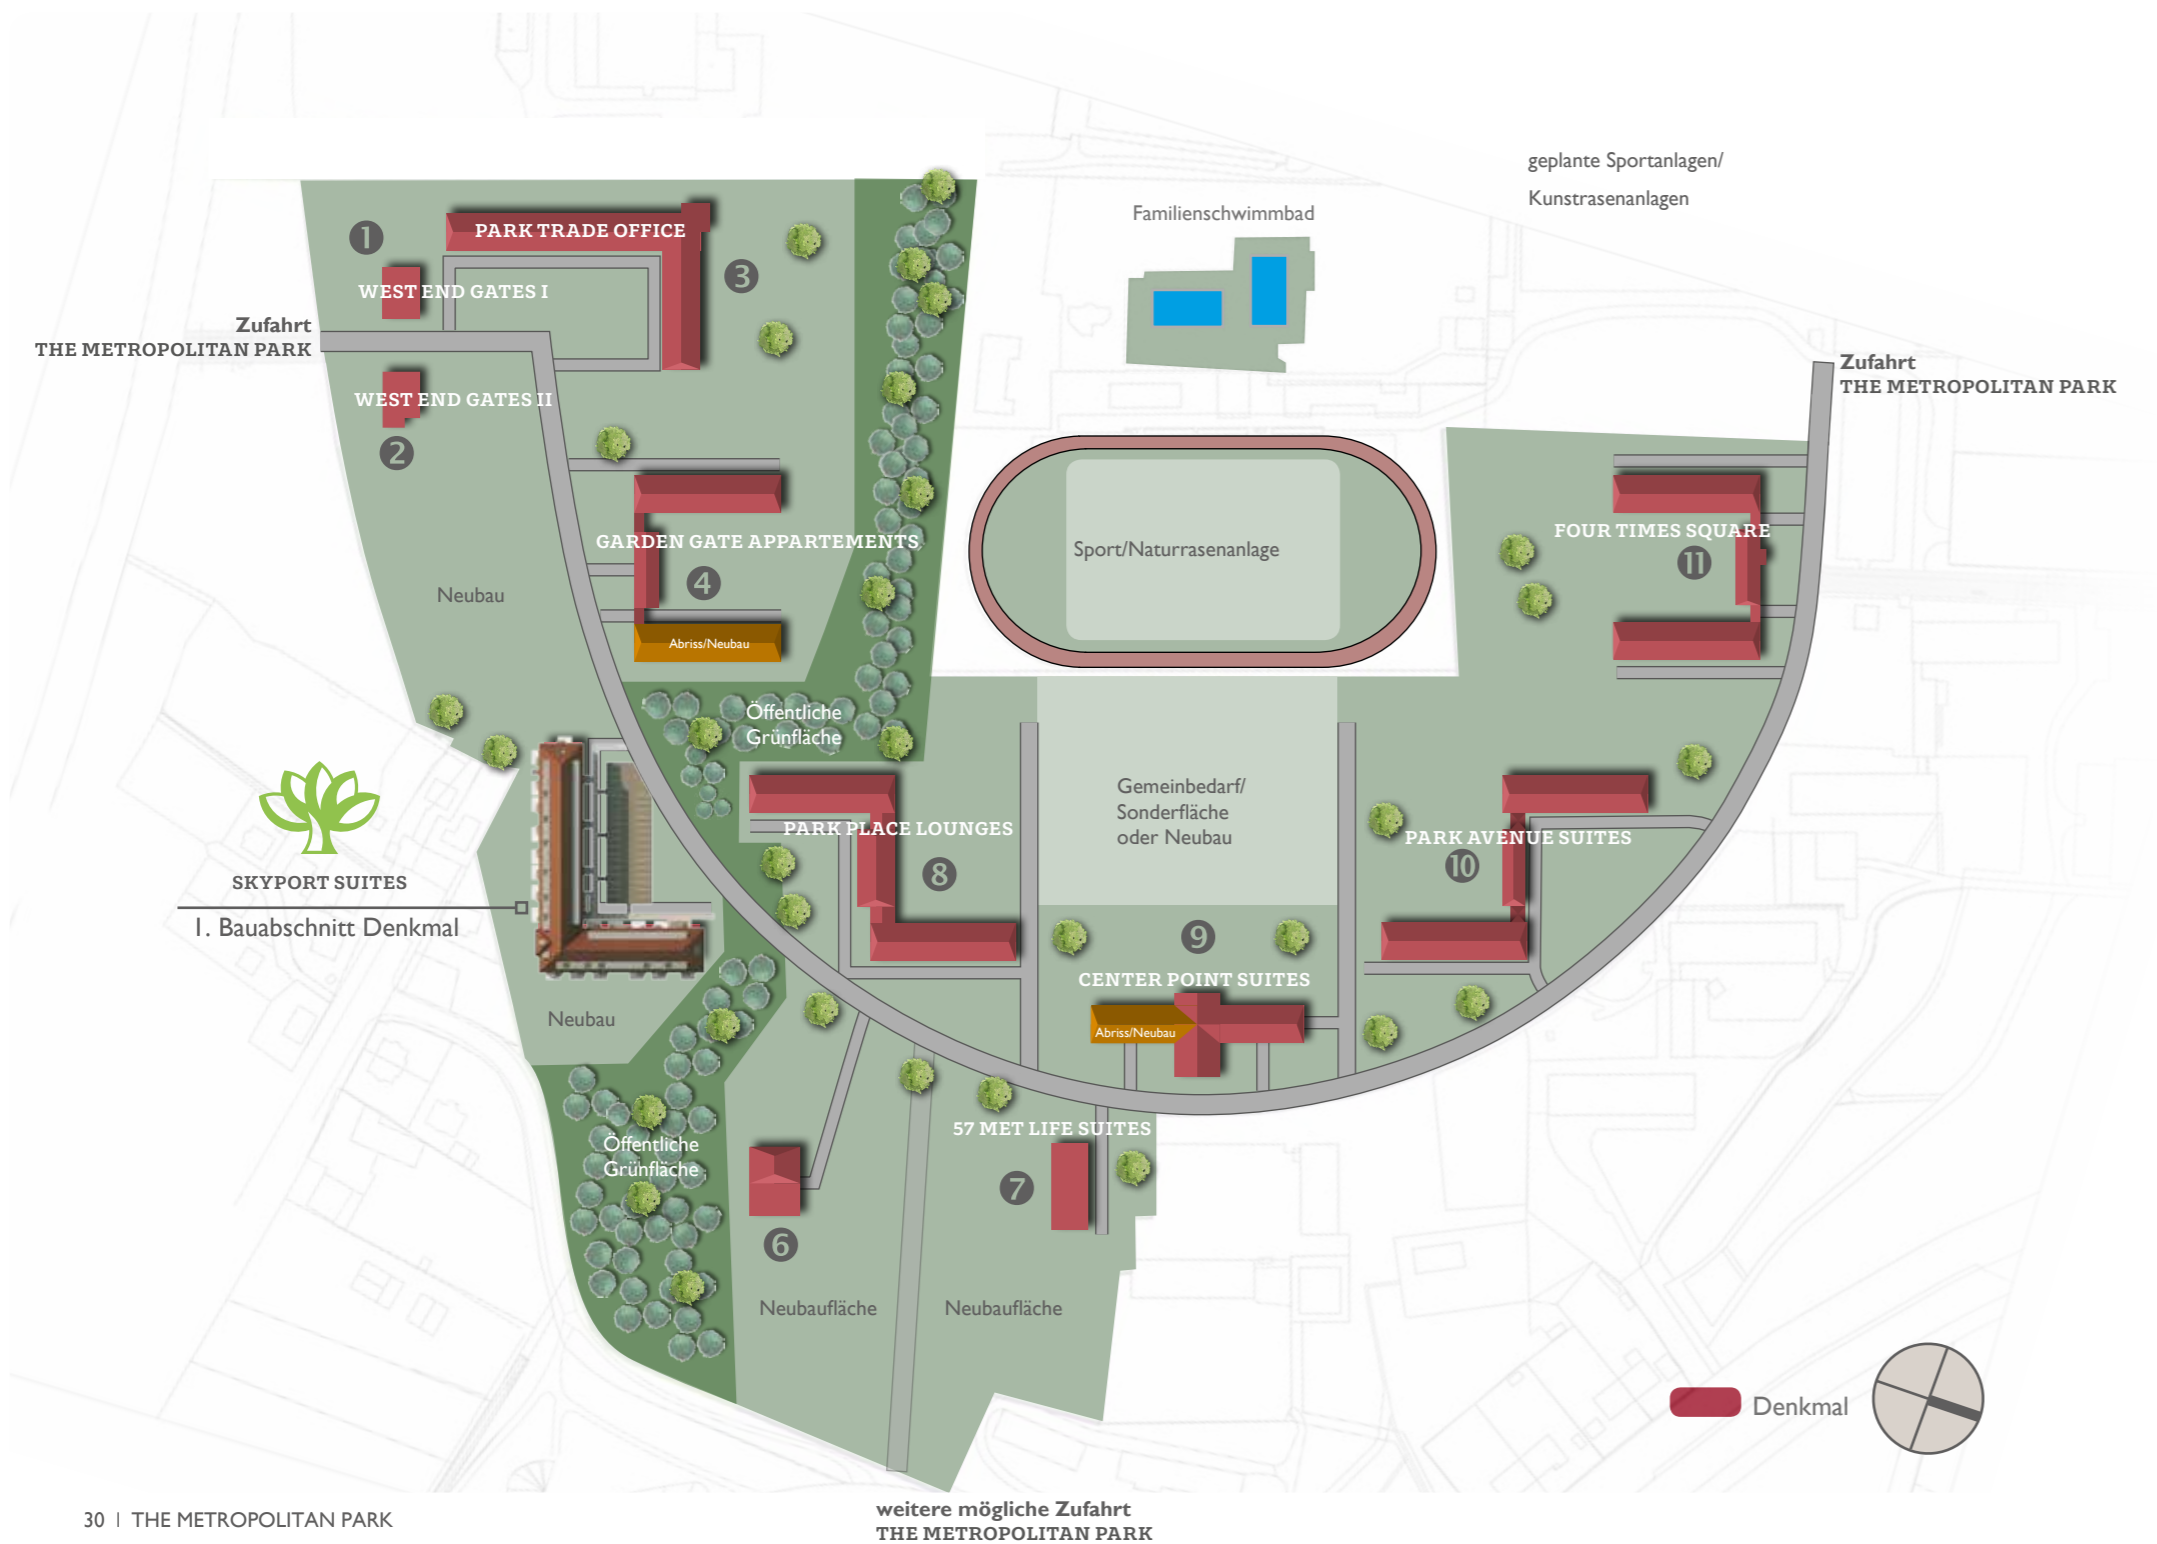 geplante Sportanlagen/
Kunstrasenanlagen
Familienschwimmbad
1
PARK TRADE OFFICE
3
WEST END GATES I
Zufahrt
THE METROPOLITAN PARK
WEST END GATES II
2
Zufahrt
THE METROPOLITAN PARK
GARDEN GATE APPARTEMENTS
4
Abriss/Neubau
Neubau
Sport/Naturrasenanlage
FOUR TIMES SQUARE
11
Öffentliche
Grünfläche
SKYPORT SUITES
1. Bauabschnitt Denkmal
PARK PLACE LOUNGES
8
Gemeinbedarf/
Sonderfläche
oder Neubau
PARK AVENUE SUITES
10
9
CENTER POINT SUITES
Abriss/Neubau
Neubau
Öffentliche
Grünfläche
57 MET LIFE SUITES
7
6
Neubaufläche
Neubaufläche
Denkmal
30 | THE METROPOLITAN PARK
weitere mögliche Zufahrt
THE METROPOLITAN PARK